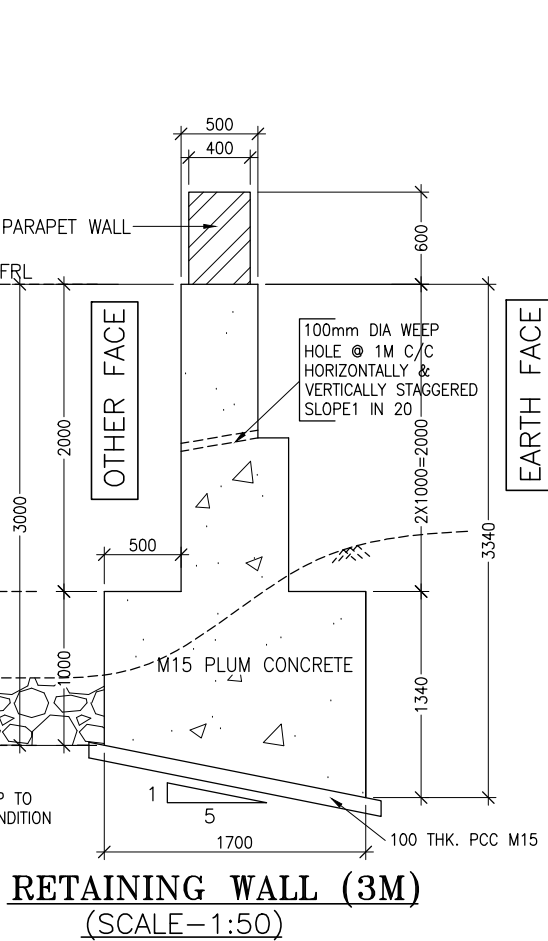 500
400
PARAPET WALL
600
FRL
100mm DIA WEEP
HOLE @ 1M C/C
HORIZONTALLY &
VERTICALLY STAGGERED
SLOPE1 IN 20
OTHER FACE
EARTH FACE
2000
3000
2X1000=2000
3340
500
1000
M15 PLUM CONCRETE
1340
1
5
P TO
NDITION
1700
100 THK. PCC M15
RETAINING WALL (3M)
(SCALE-1:50)